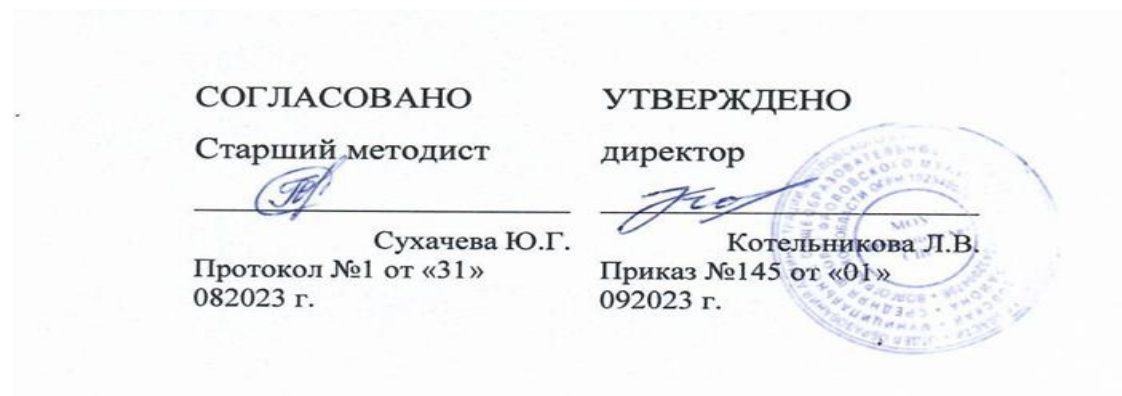 СОГЛАСОВАНО
Старший методист
Сухачева Ю.Г.
Протокол №1 от «31»
082023 г.
УТВЕРЖДЕНО
директор
Котельникова Л.В.
Приказ №145 от «01»
092023 г.